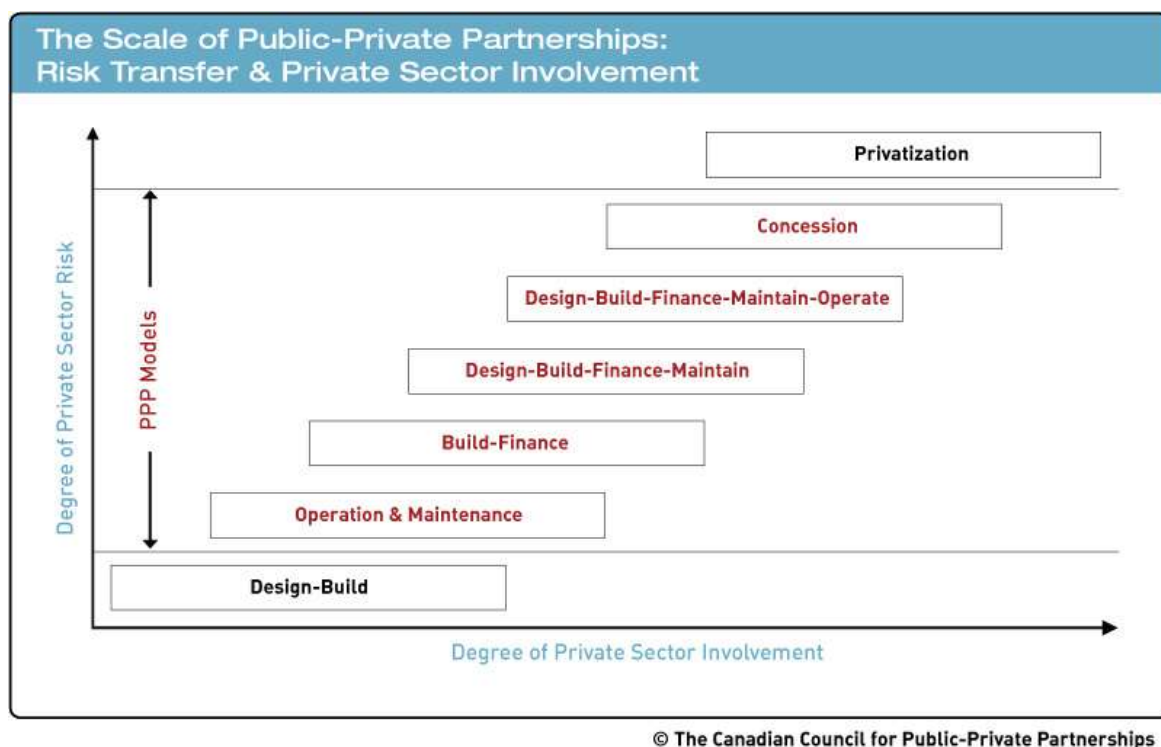 The Scale of Public-Private Partnerships:
Risk Transfer & Private Sector Involvement
Privatization
Concession
Design-Build-Finance-Maintain-Operate
Design-Build-Finance-Maintain
Build-Finance
Operation & Maintenance
Design-Build
PPP Models
Degree of Private Sector Risk
Degree of Private Sector Involvement
© The Canadian Council for Public-Private Partnerships